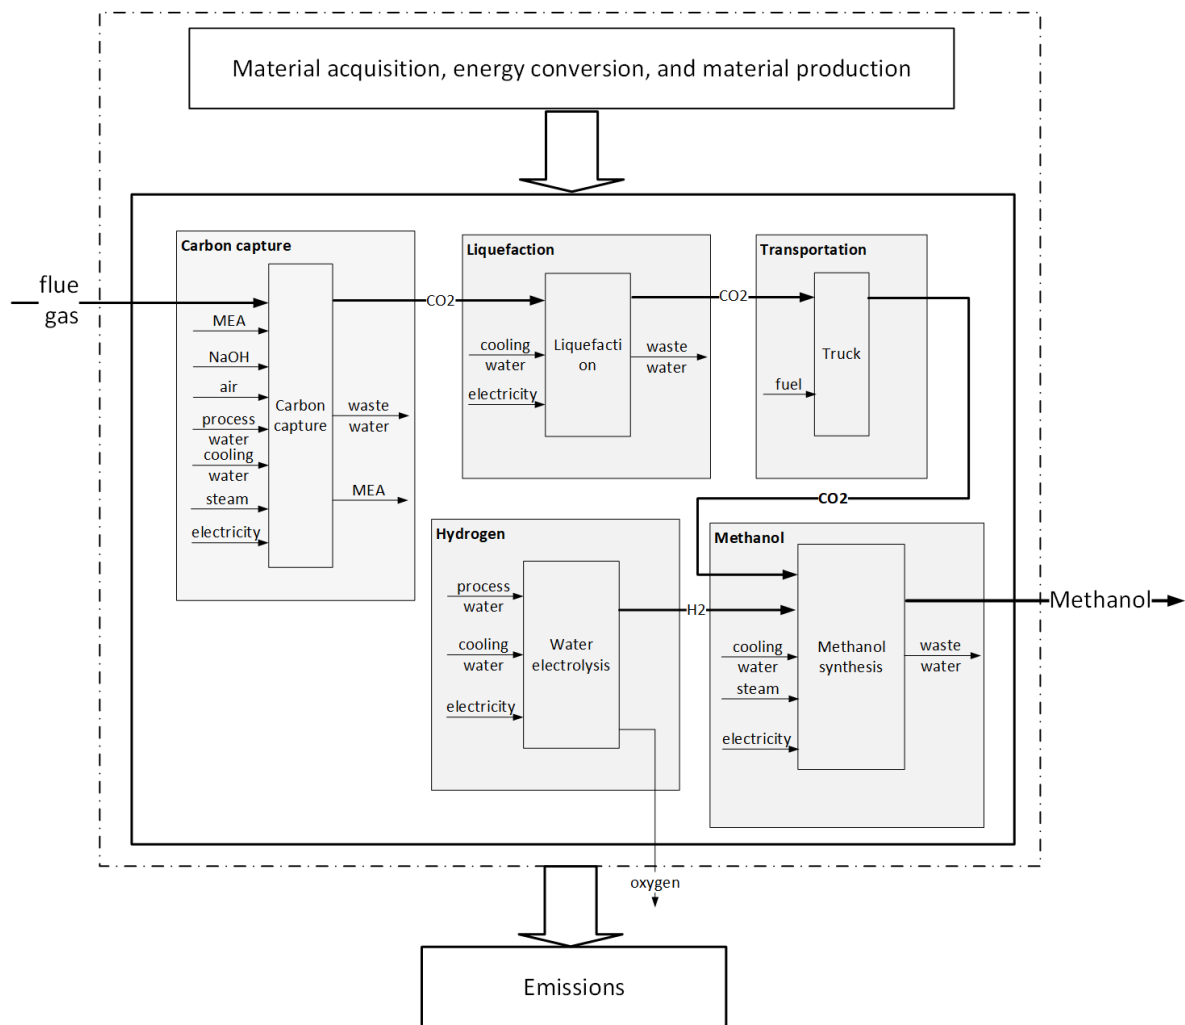 Material acquisition, energy conversion, and material production
Carbon capture
flue
gas
MEA
NaOH
air
process
water
cooling
water
steam
electricity
Carbon
capture
waste
water
MEA
CO2
Liquefaction
cooling
water
electricity
Liquefacti
on
waste
water
CO2
Transportation
fuel
Truck
CO2
Hydrogen
process
water
cooling
water
electricity
Water
electrolysis
H2
oxygen
Methanol
cooling
water
steam
electricity
Methanol
synthesis
waste
water
Methanol
Emissions